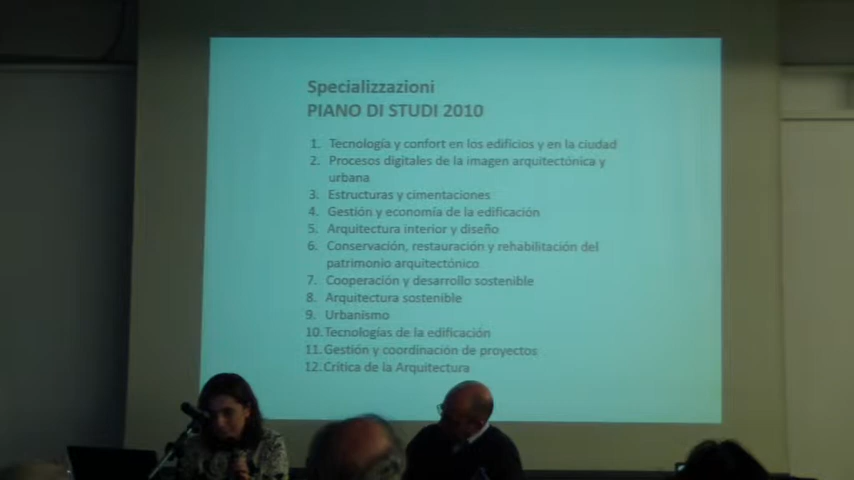 Specializzazioni
PIANO DI STUDI 2010
1. Tecnología y confort en los edificios y en la ciudad
2. Procesos digitales de la imagen arquitectónica y
urbana
3. Estructuras y cimentaciones
4. Gestión y economía de la edificación
5. Arquitectura interior y diseño
6. Conservación, restauración y rehabilitación del
patrimonio arquitectónico
7. Cooperación y desarrollo sostenible
8. Arquitectura sostenible
9. Urbanismo
10. Tecnologías de la edificación
11. Gestión y coordinación de proyectos
12. Crítica de la Arquitectura